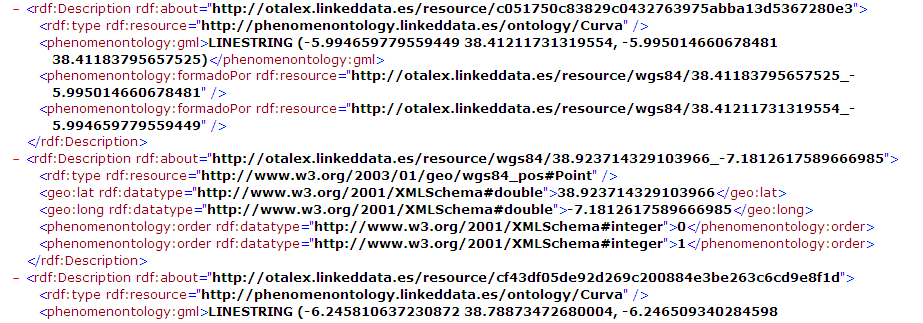 – <rdf:Description rdf:about="http://otalex.linkeddata.es/resource/c051750c83829c0432763975abba13d5367280e3">
<rdf:type rdf:resource="http://phenomenontology.linkeddata.es/ontology/Curva" />
<phenomenontology:gml>LINESTRING (-5.994659779559449 38.41211731319554, -5.995014660678481
38.41183795657525)</phenomenontology:gml>
<phenomenontology:formadoPor rdf:resource="http://otalex.linkeddata.es/resource/wgs84/38.41183795657525_-
5.995014660678481" />
<phenomenontology:formadoPor rdf:resource="http://otalex.linkeddata.es/resource/wgs84/38.41211731319554_-
5.994659779559449" />
</rdf:Description>
– <rdf:Description rdf:about="http://otalex.linkeddata.es/resource/wgs84/38.923714329103966_-7.1812617589666985">
<rdf:type rdf:resource="http://www.w3.org/2003/01/geo/wgs84_pos#Point" />
<geo:lat rdf:datatype="http://www.w3.org/2001/XMLSchema#double">38.923714329103966</geo:lat>
<geo:long rdf:datatype="http://www.w3.org/2001/XMLSchema#double">-7.1812617589666985</geo:long>
<phenomenontology:order rdf:datatype="http://www.w3.org/2001/XMLSchema#integer">0</phenomenontology:order>
<phenomenontology:order rdf:datatype="http://www.w3.org/2001/XMLSchema#integer">1</phenomenontology:order>
</rdf:Description>
– <rdf:Description rdf:about="http://otalex.linkeddata.es/resource/cf43df05de92d269c200884e3be263c6cd9e8f1d">
<rdf:type rdf:resource="http://phenomenontology.linkeddata.es/ontology/Curva" />
<phenomenontology:gml>LINESTRING (-6.245810637230872 38.78873472680004, -6.246509340284598